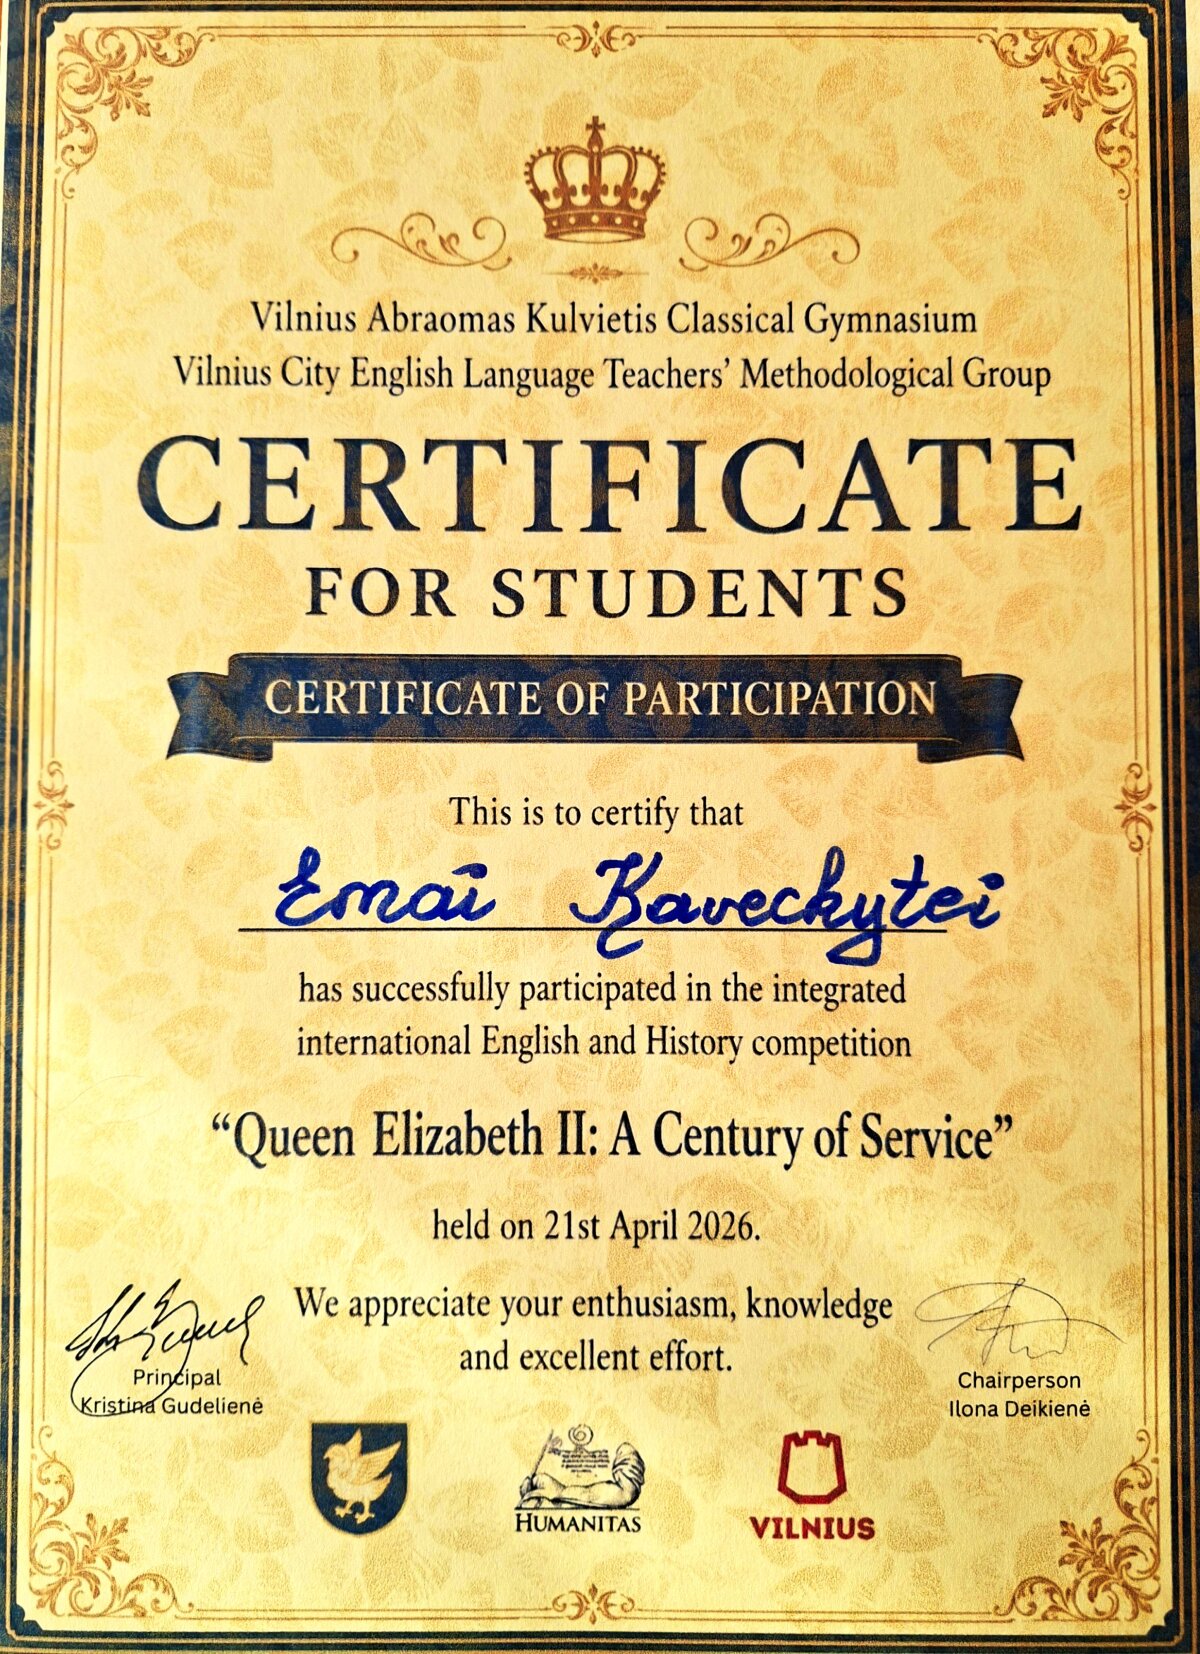 Vilnius Abraomas Kulvietis Classical Gymnasium
Vilnius City English Language Teachers’ Methodological Group
CERTIFICATE
FOR STUDENTS
CERTIFICATE OF PARTICIPATION
This is to certify that
Emai Kaveckytei
has successfully participated in the integrated
international English and History competition
“Queen Elizabeth II: A Century of Service”
held on 21st April 2026.
We appreciate your enthusiasm, knowledge
and excellent effort.
Principal
Kristina Gudelienė
Chairperson
Ilona Deikienė
HUMANITAS
VILNIUS